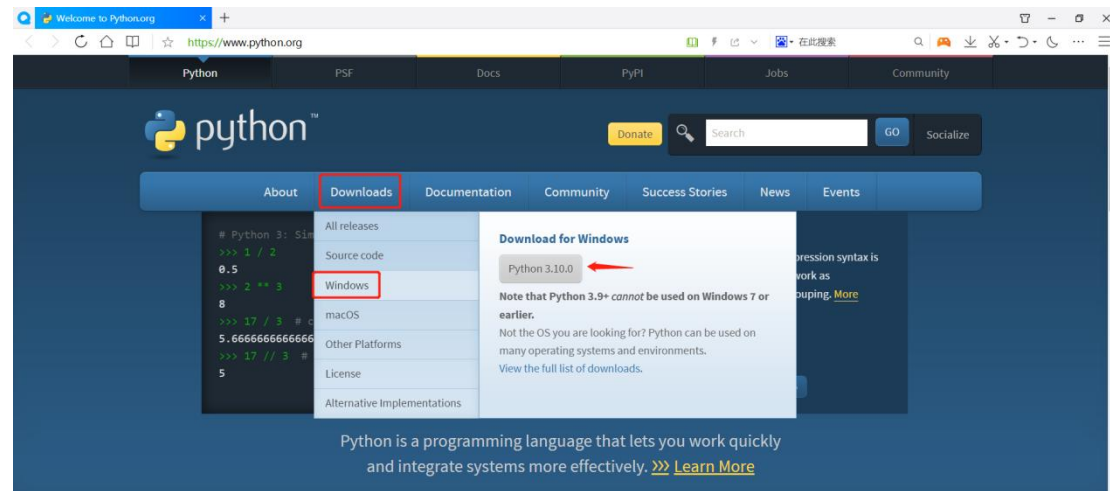 Welcome to Python.org
https://www.python.org
在此搜索
Python PSF Docs PyPI Jobs Community
python™
Donate Search GO Socialize
About Downloads Documentation Community Success Stories News Events
# Python 3: Sim
>>> 1 / 2
0.5
>>> 2 ** 3
8
>>> 17 / 3 # c
5.6666666666666
>>> 17 // 3 #
5
All releases
Source code
Windows
macOS
Other Platforms
License
Alternative Implementations
Download for Windows
Python 3.10.0
Note that Python 3.9+ cannot be used on Windows 7 or
earlier.
Not the OS you are looking for? Python can be used on
many operating systems and environments.
View the full list of downloads.
pression syntax is
work as
ouping. More
Python is a programming language that lets you work quickly
and integrate systems more effectively. >>> Learn More